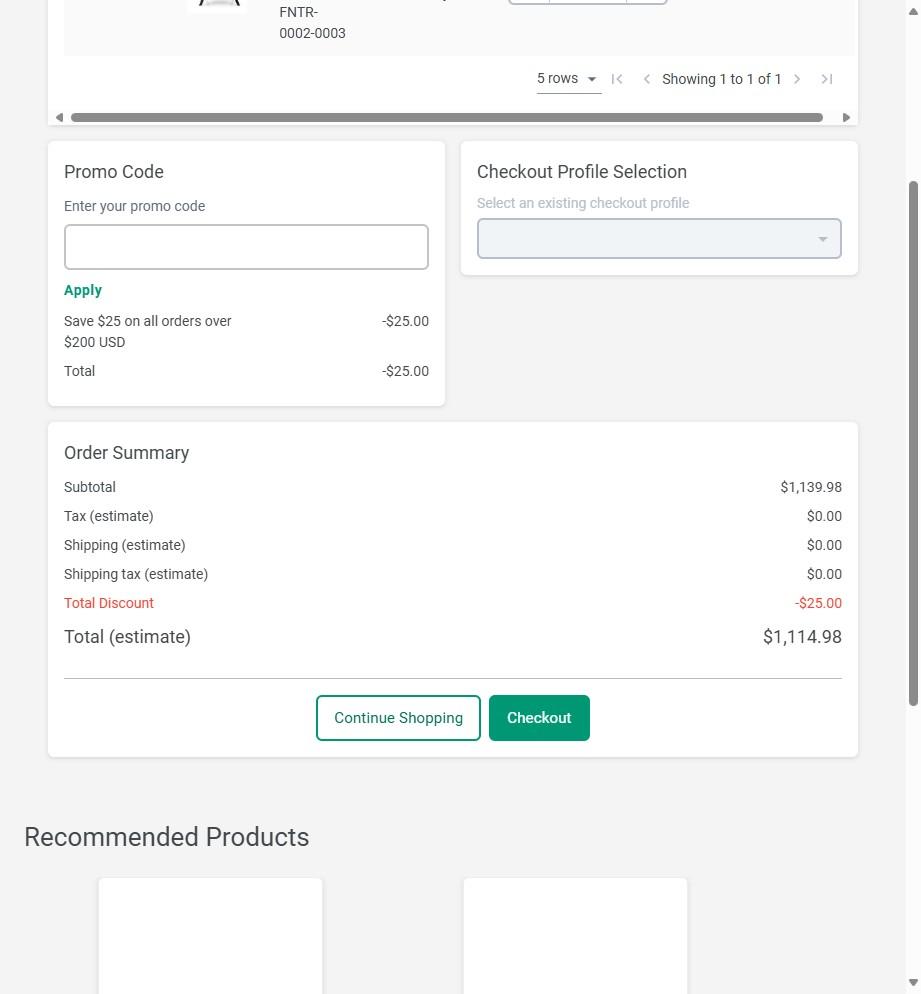 FNTR-
0002-0003
5 rows
Showing 1 to 1 of 1
Promo Code
Enter your promo code
Apply
Save $25 on all orders over
$200 USD
-$25.00
Total
-$25.00
Checkout Profile Selection
Select an existing checkout profile
Order Summary
Subtotal $1,139.98
Tax (estimate) $0.00
Shipping (estimate) $0.00
Shipping tax (estimate) $0.00
Total Discount -$25.00
Total (estimate) $1,114.98
Continue Shopping
Checkout
Recommended Products